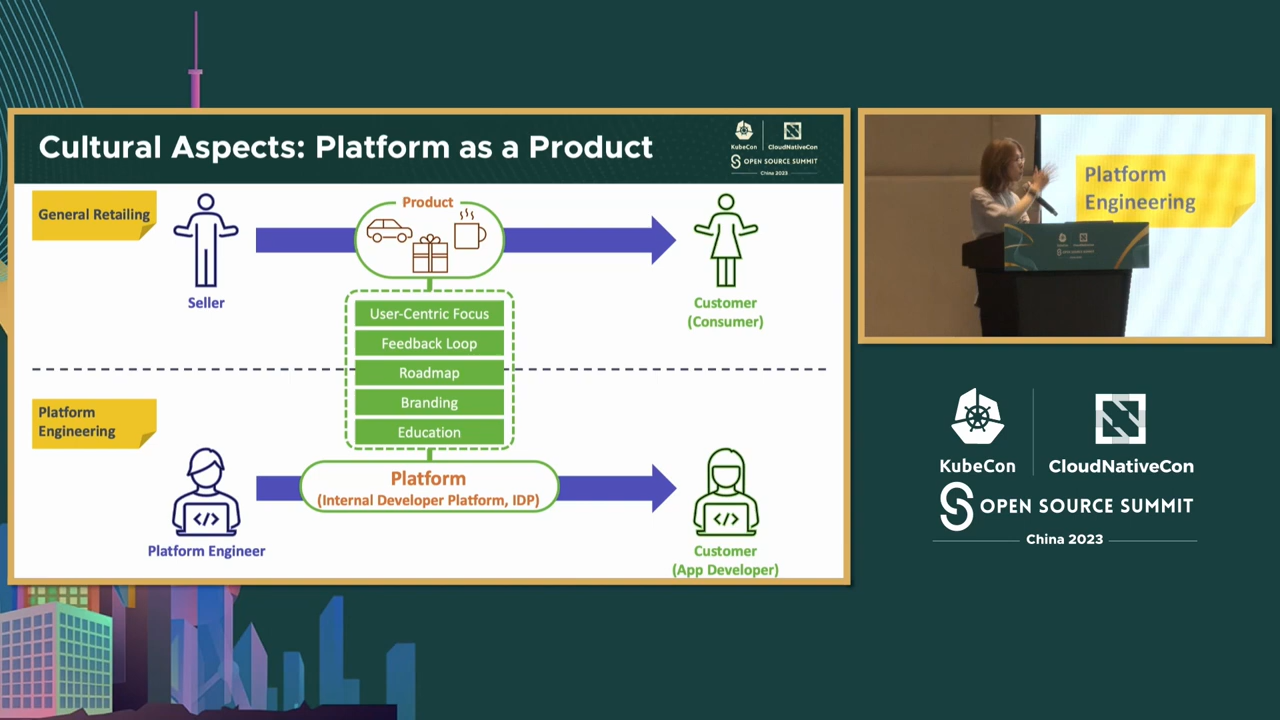 Cultural Aspects: Platform as a Product
KubeCon
CloudNativeCon
OPEN SOURCE SUMMIT
China 2023
General Retailing
Product
Seller
Customer
(Consumer)
User-Centric Focus
Feedback Loop
Roadmap
Branding
Education
Platform
Engineering
Platform
(Internal Developer Platform, IDP)
</>
</>
Platform Engineer
Customer
(App Developer)
Platform
Engineering
KubeCon
CloudNativeCon
OPEN SOURCE SUMMIT
China 2023